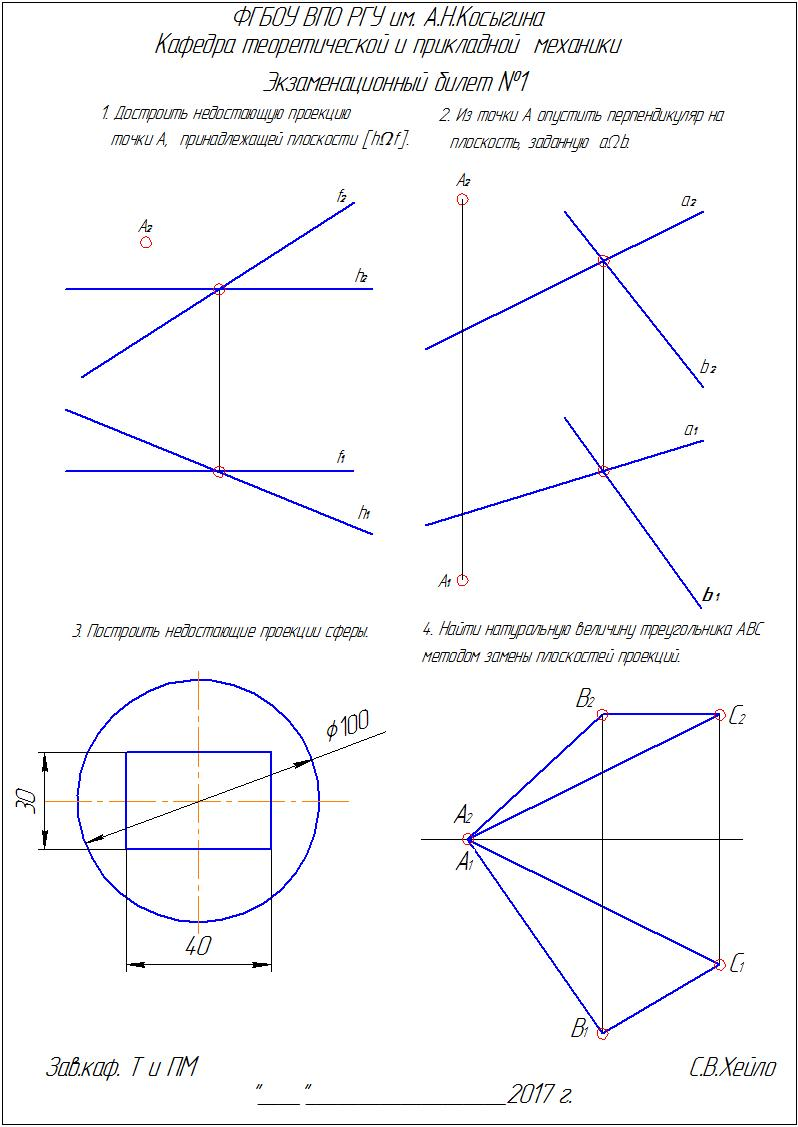 ФГБОУ ВПО РГУ им. А.Н.Косыгина
Кафедра теоретической и прикладной механики
Экзаменационный билет №1
1. Достроить недостающую проекцию
точки А, принадлежащей плоскости [hΩf].
2. Из точки А опустить перпендикуляр на
плоскость, заданную aΩb.
A₂
f₂
h₂
f₁
h₁
A₂
a₂
b₂
a₁
A₁
b₁
3. Построить недостающие проекции сферы.
ϕ100
30
40
4. Найти натуральную величину треугольника АВС
методом замены плоскостей проекций.
B₂
C₂
A₂
A₁
C₁
B₁
Зав.каф. Т и ПМ
С.В.Хейло
"___"_______________2017 г.